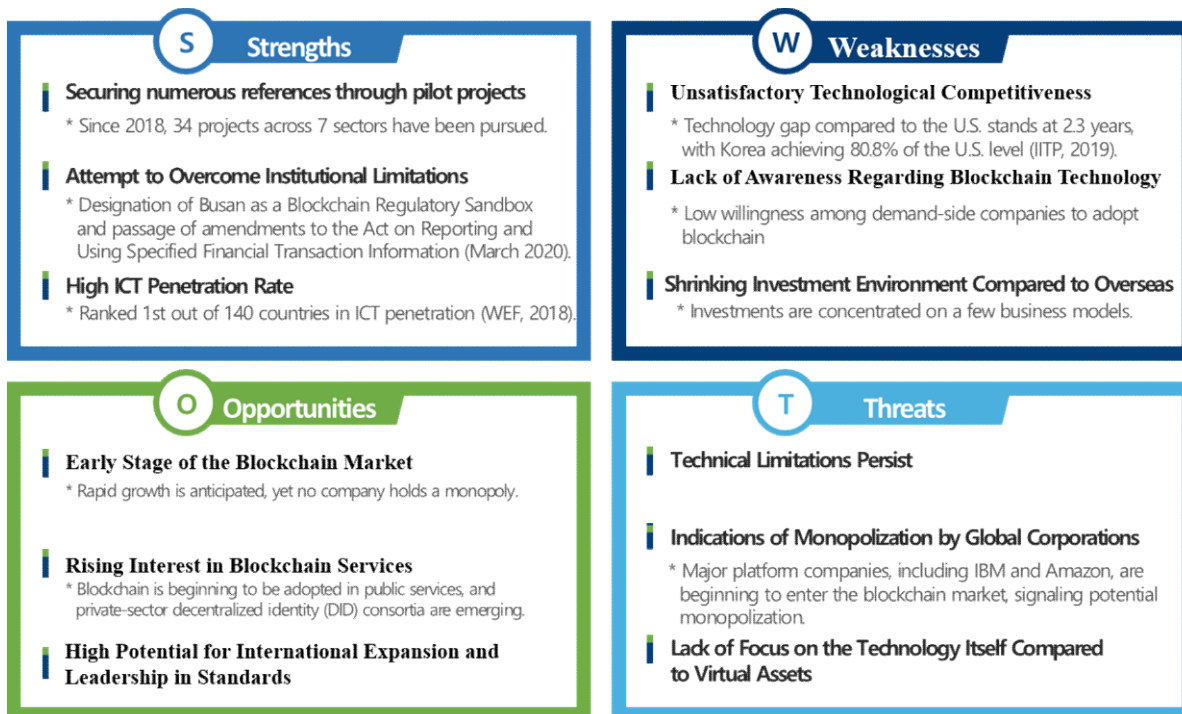 S
Strengths
Securing numerous references through pilot projects
* Since 2018, 34 projects across 7 sectors have been pursued.
Attempt to Overcome Institutional Limitations
* Designation of Busan as a Blockchain Regulatory Sandbox
and passage of amendments to the Act on Reporting and
Using Specified Financial Transaction Information (March 2020).
High ICT Penetration Rate
* Ranked 1st out of 140 countries in ICT penetration (WEF, 2018).
W
Weaknesses
Unsatisfactory Technological Competitiveness
* Technology gap compared to the U.S. stands at 2.3 years,
with Korea achieving 80.8% of the U.S. level (IITP, 2019).
Lack of Awareness Regarding Blockchain Technology
* Low willingness among demand-side companies to adopt
blockchain
Shrinking Investment Environment Compared to Overseas
* Investments are concentrated on a few business models.
O
Opportunities
Early Stage of the Blockchain Market
* Rapid growth is anticipated, yet no company holds a monopoly.
Rising Interest in Blockchain Services
* Blockchain is beginning to be adopted in public services, and
private-sector decentralized identity (DID) consortia are emerging.
High Potential for International Expansion and
Leadership in Standards
T
Threats
Technical Limitations Persist
Indications of Monopolization by Global Corporations
* Major platform companies, including IBM and Amazon, are
beginning to enter the blockchain market, signaling potential
monopolization.
Lack of Focus on the Technology Itself Compared
to Virtual Assets